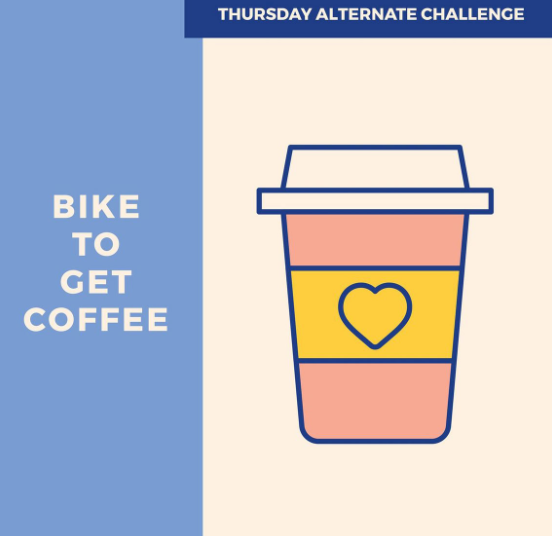 THURSDAY ALTERNATE CHALLENGE
BIKE
TO
GET
COFFEE